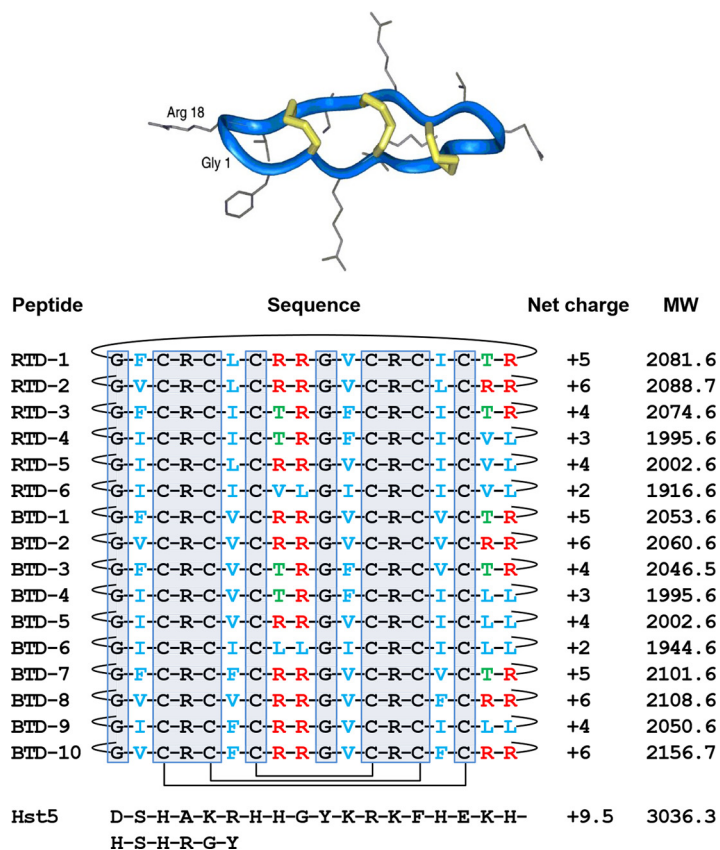 Arg 18
Gly 1
Peptide Sequence Net charge MW
RTD-1 G-F-C-R-C-L-C-R-R-G-V-C-R-C-I-C-T-R +5 2081.6
RTD-2 G-V-C-R-C-L-C-R-R-G-V-C-R-C-L-C-R-R +6 2088.7
RTD-3 G-F-C-R-C-I-C-T-R-G-F-C-R-C-I-C-T-R +4 2074.6
RTD-4 G-I-C-R-C-I-C-T-R-G-F-C-R-C-I-C-V-L +3 1995.6
RTD-5 G-I-C-R-C-L-C-R-R-G-V-C-R-C-I-C-V-L +4 2002.6
RTD-6 G-I-C-R-C-I-C-V-L-G-I-C-R-C-I-C-V-L +2 1916.6
BTD-1 G-F-C-R-C-V-C-R-R-G-V-C-R-C-V-C-T-R +5 2053.6
BTD-2 G-V-C-R-C-V-C-R-R-G-V-C-R-C-V-C-R-R +6 2060.6
BTD-3 G-F-C-R-C-V-C-T-R-G-F-C-R-C-V-C-T-R +4 2046.5
BTD-4 G-I-C-R-C-V-C-T-R-G-F-C-R-C-I-C-L-L +3 1995.6
BTD-5 G-I-C-R-C-V-C-R-R-G-V-C-R-C-I-C-L-L +4 2002.6
BTD-6 G-I-C-R-C-I-C-L-L-G-I-C-R-C-I-C-L-L +2 1944.6
BTD-7 G-F-C-R-C-F-C-R-R-G-V-C-R-C-V-C-T-R +5 2101.6
BTD-8 G-V-C-R-C-V-C-R-R-G-V-C-R-C-F-C-R-R +6 2108.6
BTD-9 G-I-C-R-C-F-C-R-R-G-V-C-R-C-I-C-L-L +4 2050.6
BTD-10 G-V-C-R-C-F-C-R-R-G-V-C-R-C-F-C-R-R +6 2156.7
Hst5 D-S-H-A-K-R-H-H-G-Y-K-R-K-F-H-E-K-H- +9.5 3036.3
H-S-H-R-G-Y